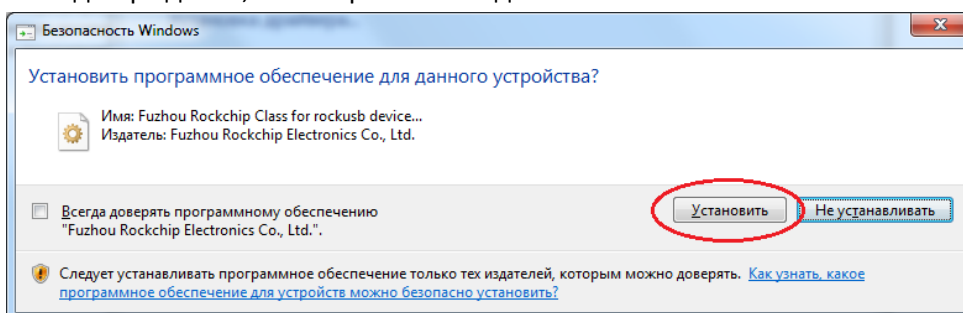 Безопасность Windows
Установить программное обеспечение для данного устройства?
Имя: Fuzhou Rockchip Class for rockusb device...
Издатель: Fuzhou Rockchip Electronics Co., Ltd.
Всегда доверять программному обеспечению
"Fuzhou Rockchip Electronics Co., Ltd.".
Установить
Не устанавливать
Следует устанавливать программное обеспечение только тех издателей, которым можно доверять. Как узнать, какое
программное обеспечение для устройств можно безопасно установить?